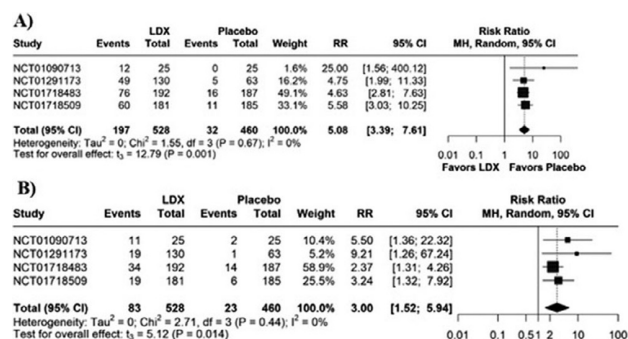 A)
LDX Placebo Risk Ratio
Study Events Total Events Total Weight RR 95% CI MH, Random, 95% CI
NCT01090713 12 25 0 25 1.6% 25.00 [1.56; 400.12]
NCT01291173 49 130 5 63 16.2% 4.75 [1.99; 11.33]
NCT01718483 76 192 16 187 49.1% 4.63 [2.81; 7.63]
NCT01718509 60 181 11 185 33.1% 5.58 [3.03; 10.25]
Total (95% CI) 197 528 32 460 100.0% 5.08 [3.39; 7.61]
Heterogeneity: Tau² = 0; Chi² = 1.55, df = 3 (P = 0.67); I² = 0%
Test for overall effect: t₃ = 12.79 (P = 0.001)
1 2 10 100
Favors LDX Favors Placebo
B)
LDX Placebo Risk Ratio
Study Events Total Events Total Weight RR 95% CI MH, Random, 95% CI
NCT01090713 11 25 2 25 10.4% 5.50 [1.36; 22.32]
NCT01291173 19 130 1 63 5.2% 9.21 [1.26; 67.24]
NCT01718483 34 192 14 187 58.9% 2.37 [1.31; 4.26]
NCT01718509 19 181 6 185 25.5% 3.24 [1.32; 7.92]
Total (95% CI) 83 528 23 460 100.0% 3.00 [1.52; 5.94]
Heterogeneity: Tau² = 0; Chi² = 2.71, df = 3 (P = 0.44); I² = 0%
Test for overall effect: t₃ = 5.12 (P = 0.014)
0.01 0.51 2 10 100